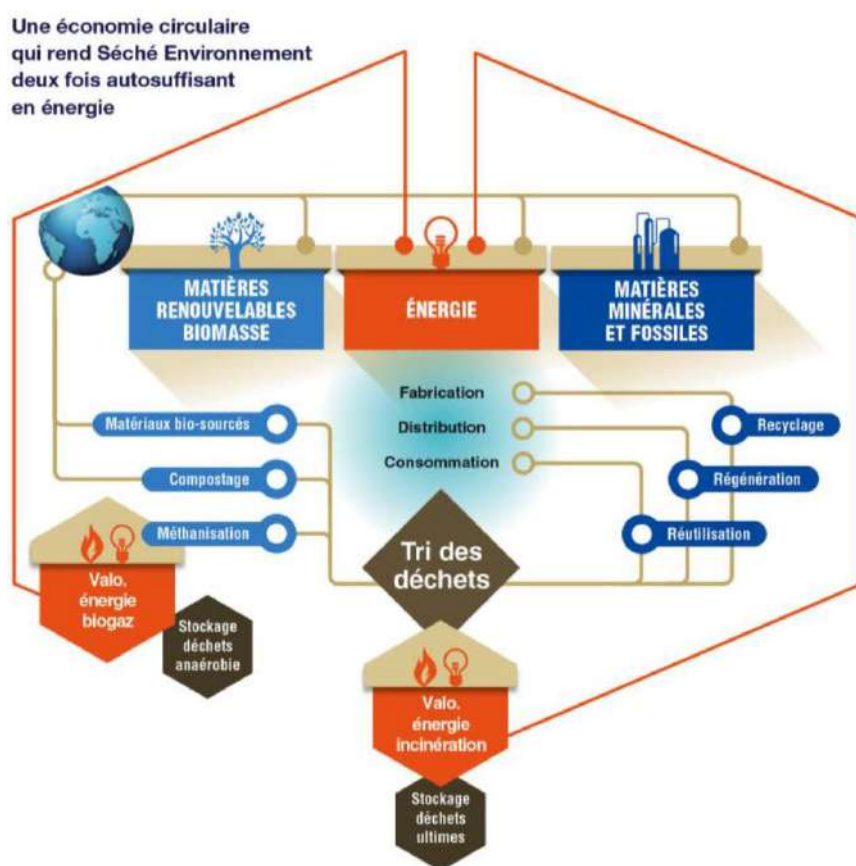 Une économie circulaire
qui rend Séché Environnement
deux fois autosuffisant
en énergie
MATIÈRES
RENOUVELABLES
BIOMASSE
ÉNERGIE
MATIÈRES
MINÉRALES
ET FOSSILES
Fabrication
Distribution
Consommation
Matériaux bio-sourcés
Compostage
Méthanisation
Recyclage
Régénération
Réutilisation
Tri des
déchets
Valo.
énergie
biogaz
Stockage
déchets
anaérobie
Valo.
énergie
incinération
Stockage
déchets
ultimes